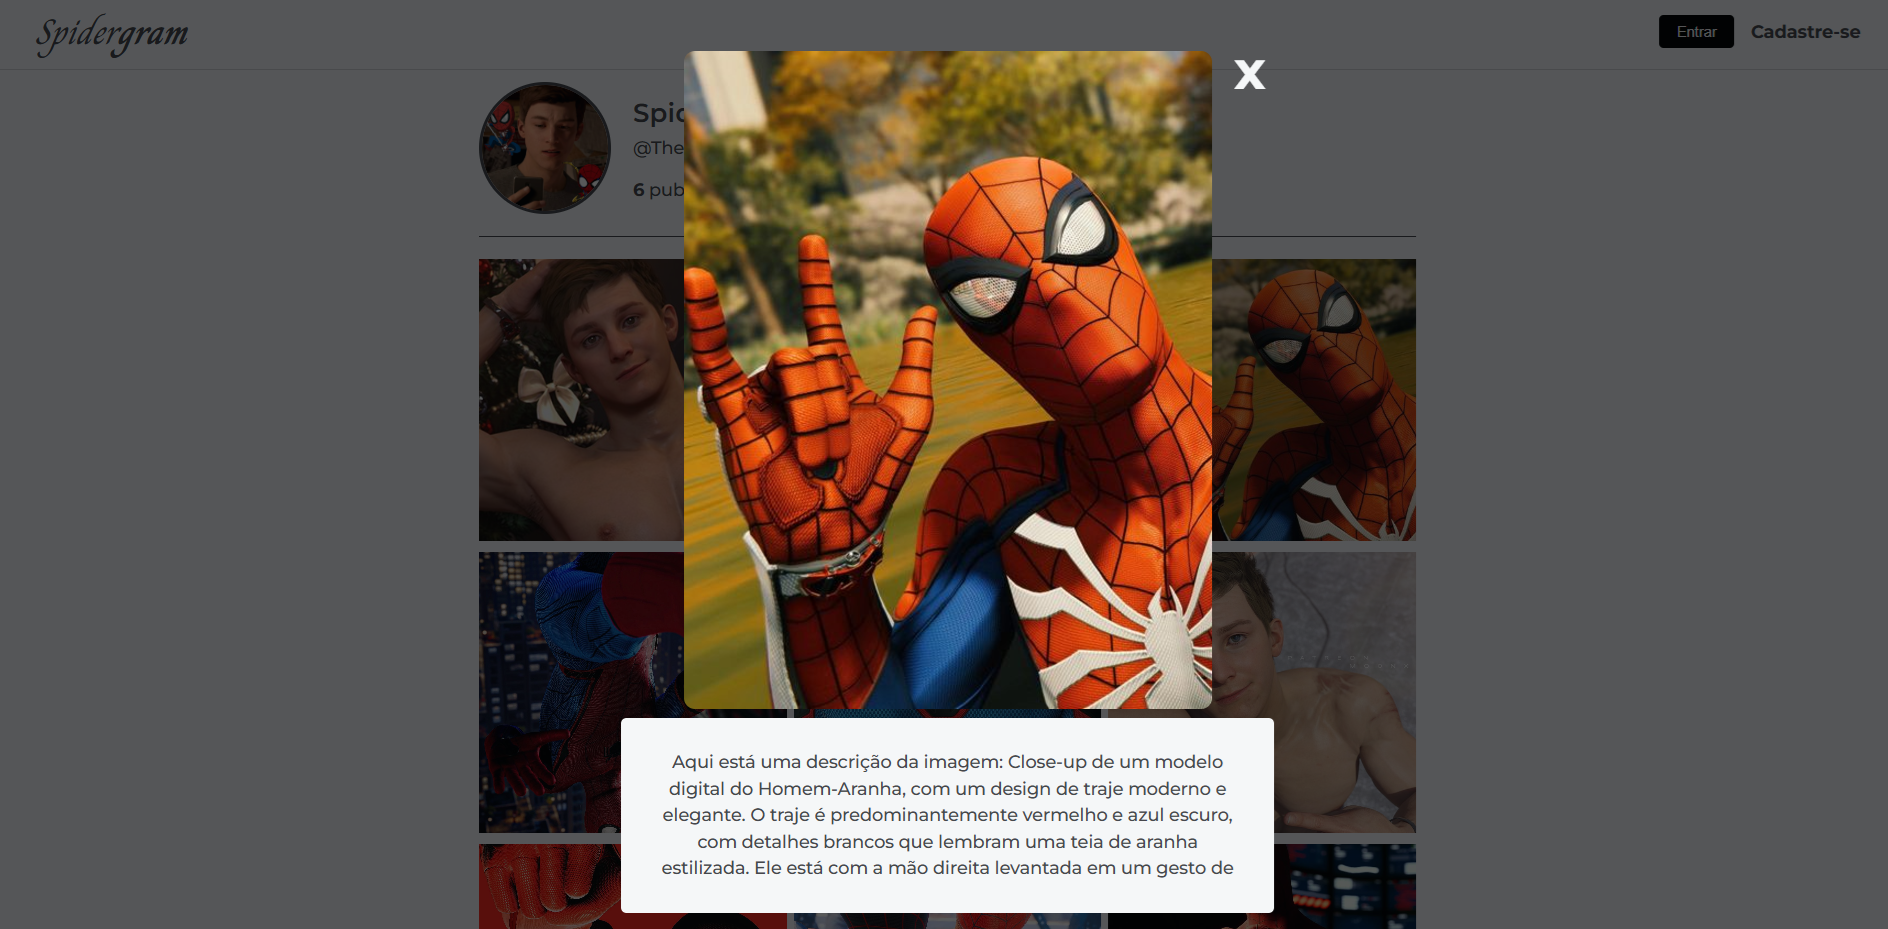 Spidergram
Entrar
Cadastre-se
X
@The
6 pub
Aqui está uma descrição da imagem: Close-up de um modelo
digital do Homem-Aranha, com um design de traje moderno e
elegante. O traje é predominantemente vermelho e azul escuro,
com detalhes brancos que lembram uma teia de aranha
estilizada. Ele está com a mão direita levantada em um gesto de